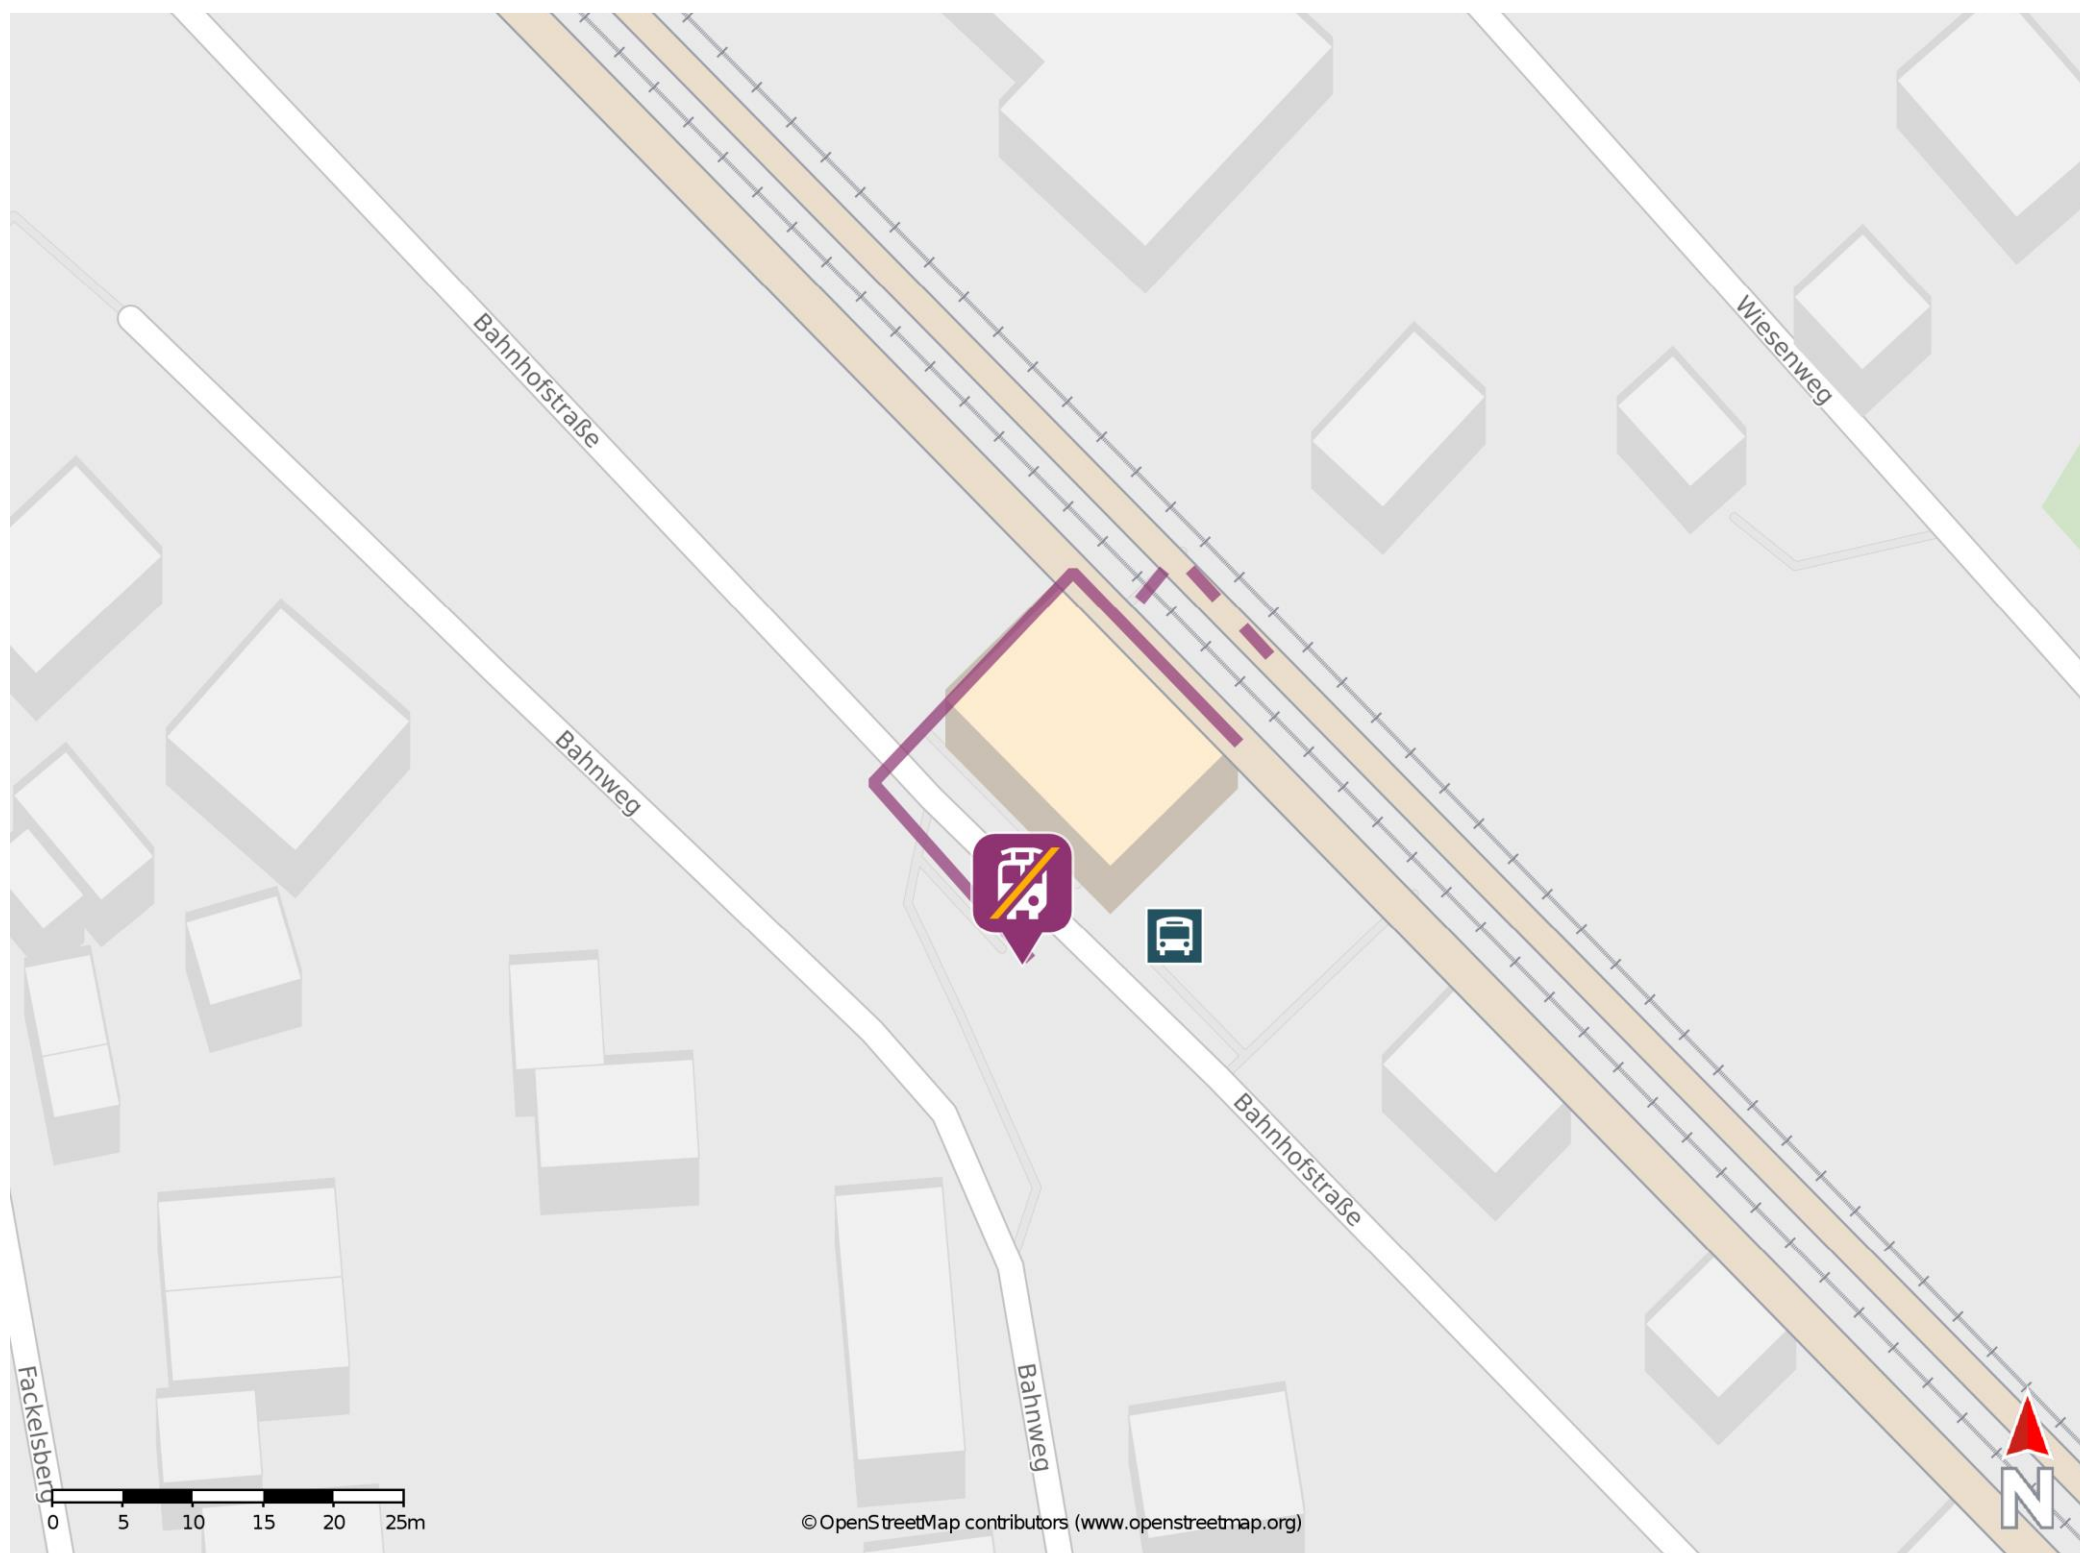 Wiesenweg
Bahnhofstraße
Bahnweg
Bahnhofstraße
Bahnweg
Fackelsberg
0 5 10 15 20 25m
© OpenStreetMap contributors (www.openstreetmap.org)
N